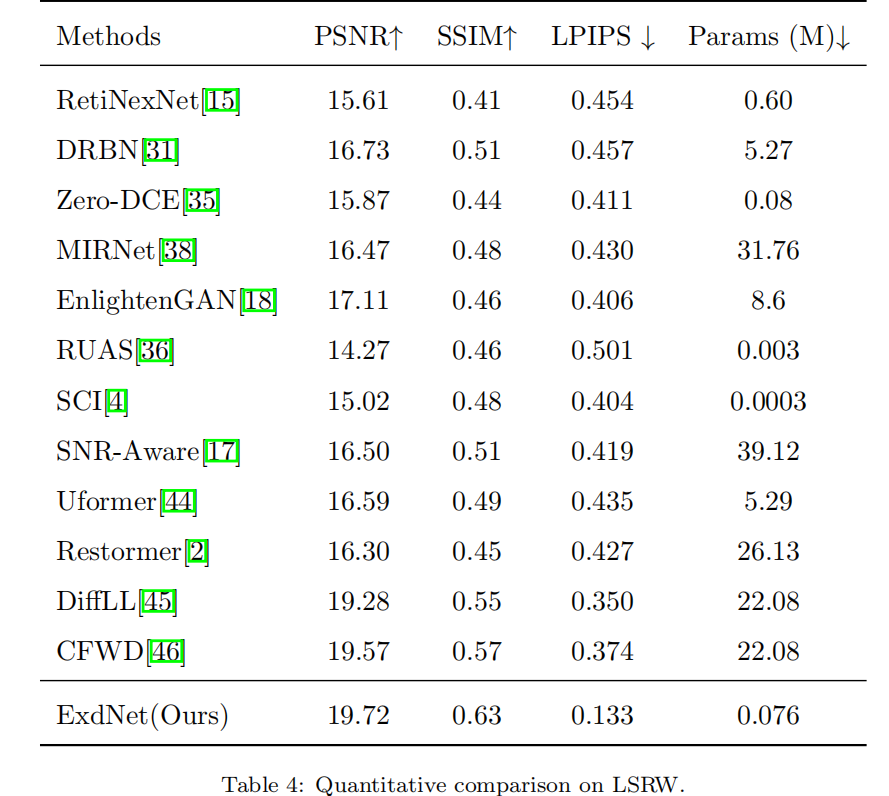 Methods PSNR↑ SSIM↑ LPIPS ↓ Params (M)↓
RetiNexNet[15] 15.61 0.41 0.454 0.60
DRBN[31] 16.73 0.51 0.457 5.27
Zero-DCE[35] 15.87 0.44 0.411 0.08
MIRNet[38] 16.47 0.48 0.430 31.76
EnlightenGAN[18] 17.11 0.46 0.406 8.6
RUAS[36] 14.27 0.46 0.501 0.003
SCI[4] 15.02 0.48 0.404 0.0003
SNR-Aware[17] 16.50 0.51 0.419 39.12
Uformer[44] 16.59 0.49 0.435 5.29
Restormer[2] 16.30 0.45 0.427 26.13
DiffLL[45] 19.28 0.55 0.350 22.08
CFWD[46] 19.57 0.57 0.374 22.08
ExdNet(Ours) 19.72 0.63 0.133 0.076
Table 4: Quantitative comparison on LSRW.